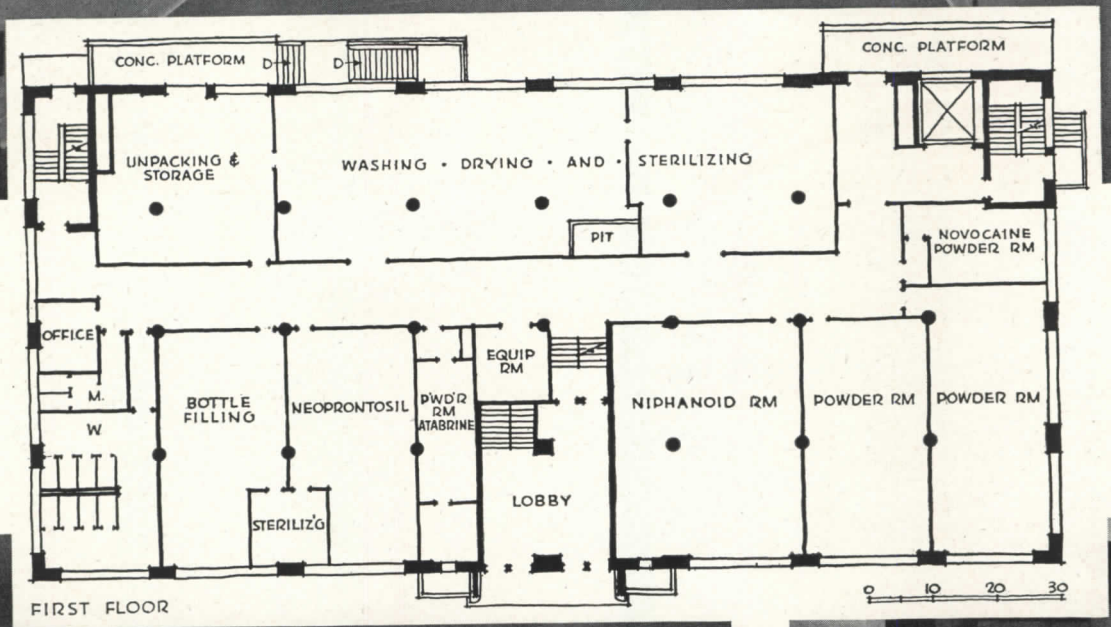 CONC. PLATFORM
D
D
CONC. PLATFORM
UNPACKING &
STORAGE
WASHING · DRYING · AND · STERILIZING
PIT
NOVOCAINE
POWDER RM
OFFICE
M.
W.
BOTTLE
FILLING
NEOPRONTOSIL
STERILIZ'G
P'WD'R
RM
ATABRINE
EQUIP
RM
LOBBY
NIPHANOID RM
POWDER RM
POWDER RM
FIRST FLOOR
0 10 20 30